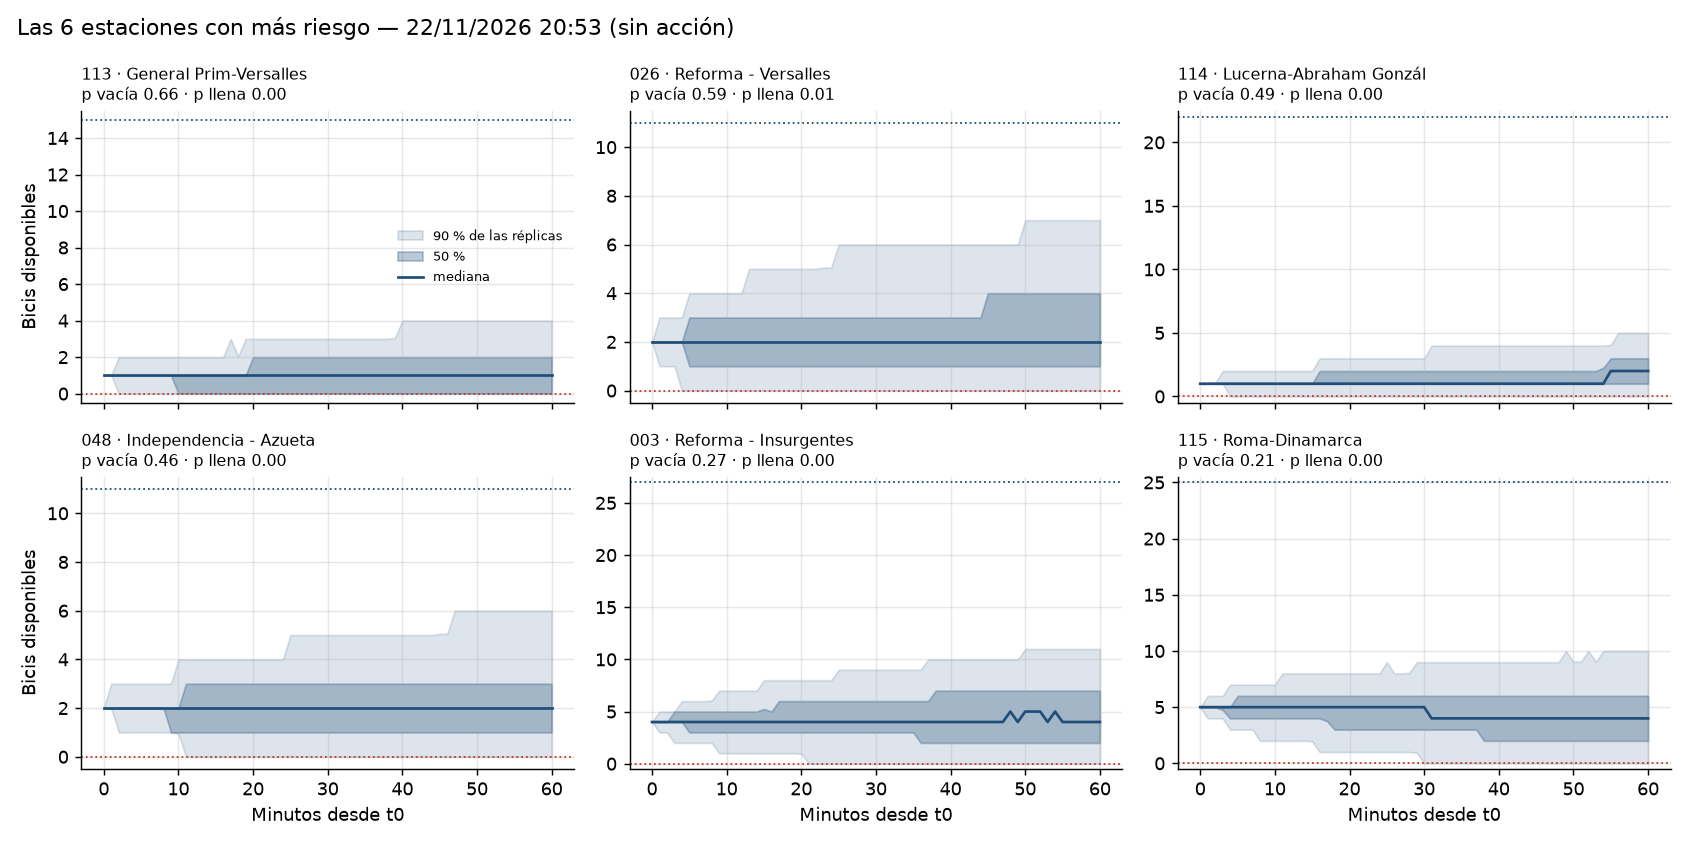 Las 6 estaciones con más riesgo — 22/11/2026 20:53 (sin acción)
113 · General Prim-Versalles
p vacía 0.66 · p llena 0.00
Bicis disponibles
14
12
10
8
6
4
2
0
90 % de las réplicas
50 %
mediana
026 · Reforma - Versalles
p vacía 0.59 · p llena 0.01
10
8
6
4
2
0
114 · Lucerna-Abraham Gonzál
p vacía 0.49 · p llena 0.00
20
15
10
5
0
048 · Independencia - Azueta
p vacía 0.46 · p llena 0.00
Bicis disponibles
10
8
6
4
2
0
0 10 20 30 40 50 60
Minutos desde t0
003 · Reforma - Insurgentes
p vacía 0.27 · p llena 0.00
25
20
15
10
5
0
0 10 20 30 40 50 60
Minutos desde t0
115 · Roma-Dinamarca
p vacía 0.21 · p llena 0.00
25
20
15
10
5
0
0 10 20 30 40 50 60
Minutos desde t0